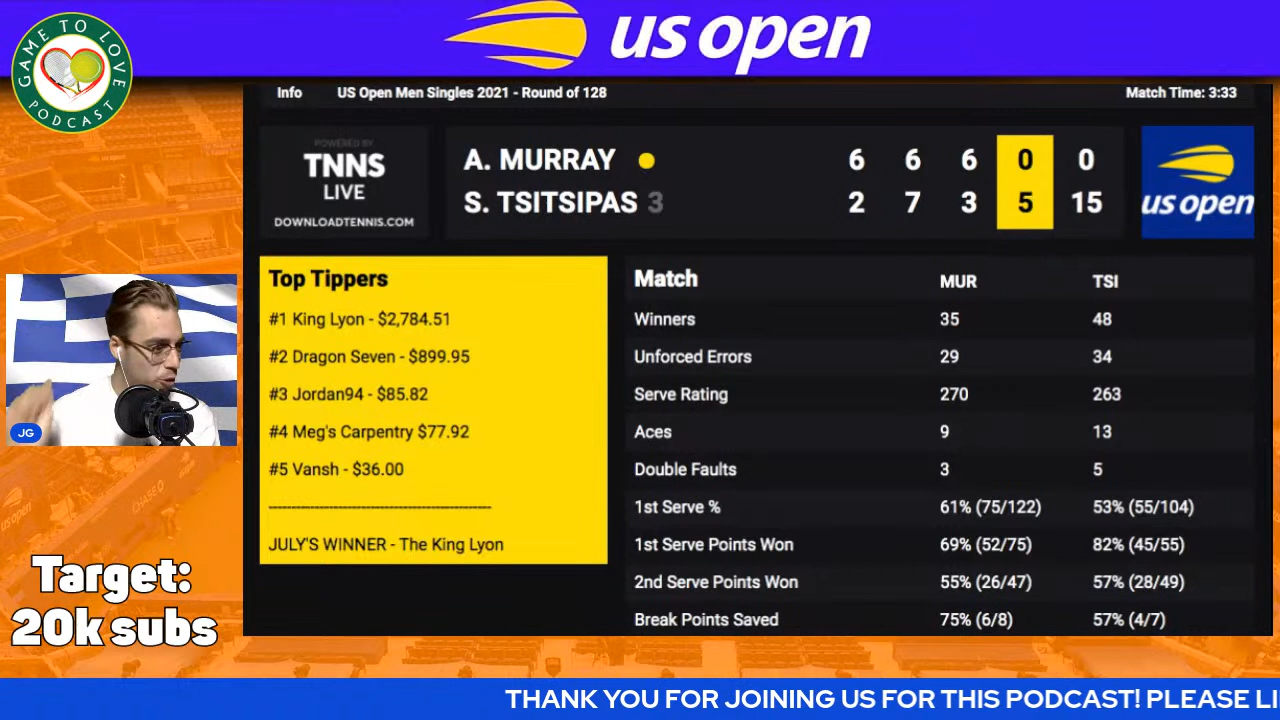 GAME TO LOVE
PODCAST
us open
Info US Open Men Singles 2021 - Round of 128 Match Time: 3:33
POWERED BY
TNNS
LIVE
DOWNLOADTENNIS.COM
A. MURRAY 6 6 6 0 0
S. TSITSIPAS 3 2 7 3 5 15
us open
Top Tippers
#1 King Lyon - $2,784.51
#2 Dragon Seven - $899.95
#3 Jordan94 - $85.82
#4 Meg's Carpentry $77.92
#5 Vansh - $36.00
--------------------------------------------------
JULY'S WINNER - The King Lyon
Match MUR TSI
Winners 35 48
Unforced Errors 29 34
Serve Rating 270 263
Aces 9 13
Double Faults 3 5
1st Serve % 61% (75/122) 53% (55/104)
1st Serve Points Won 69% (52/75) 82% (45/55)
2nd Serve Points Won 55% (26/47) 57% (28/49)
Break Points Saved 75% (6/8) 57% (4/7)
JG
CHASE
us open
Target:
20k subs
THANK YOU FOR JOINING US FOR THIS PODCAST! PLEASE LI